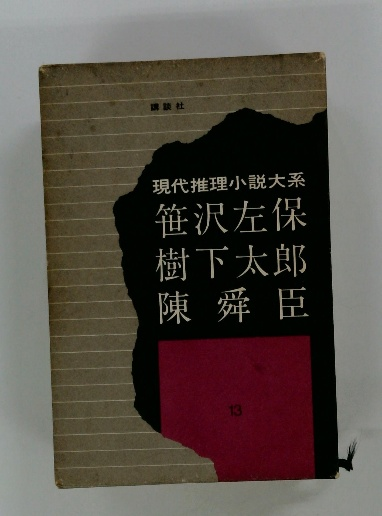 講談社
現代推理小説大系
笹沢左保
樹下太郎
陳舜臣
13